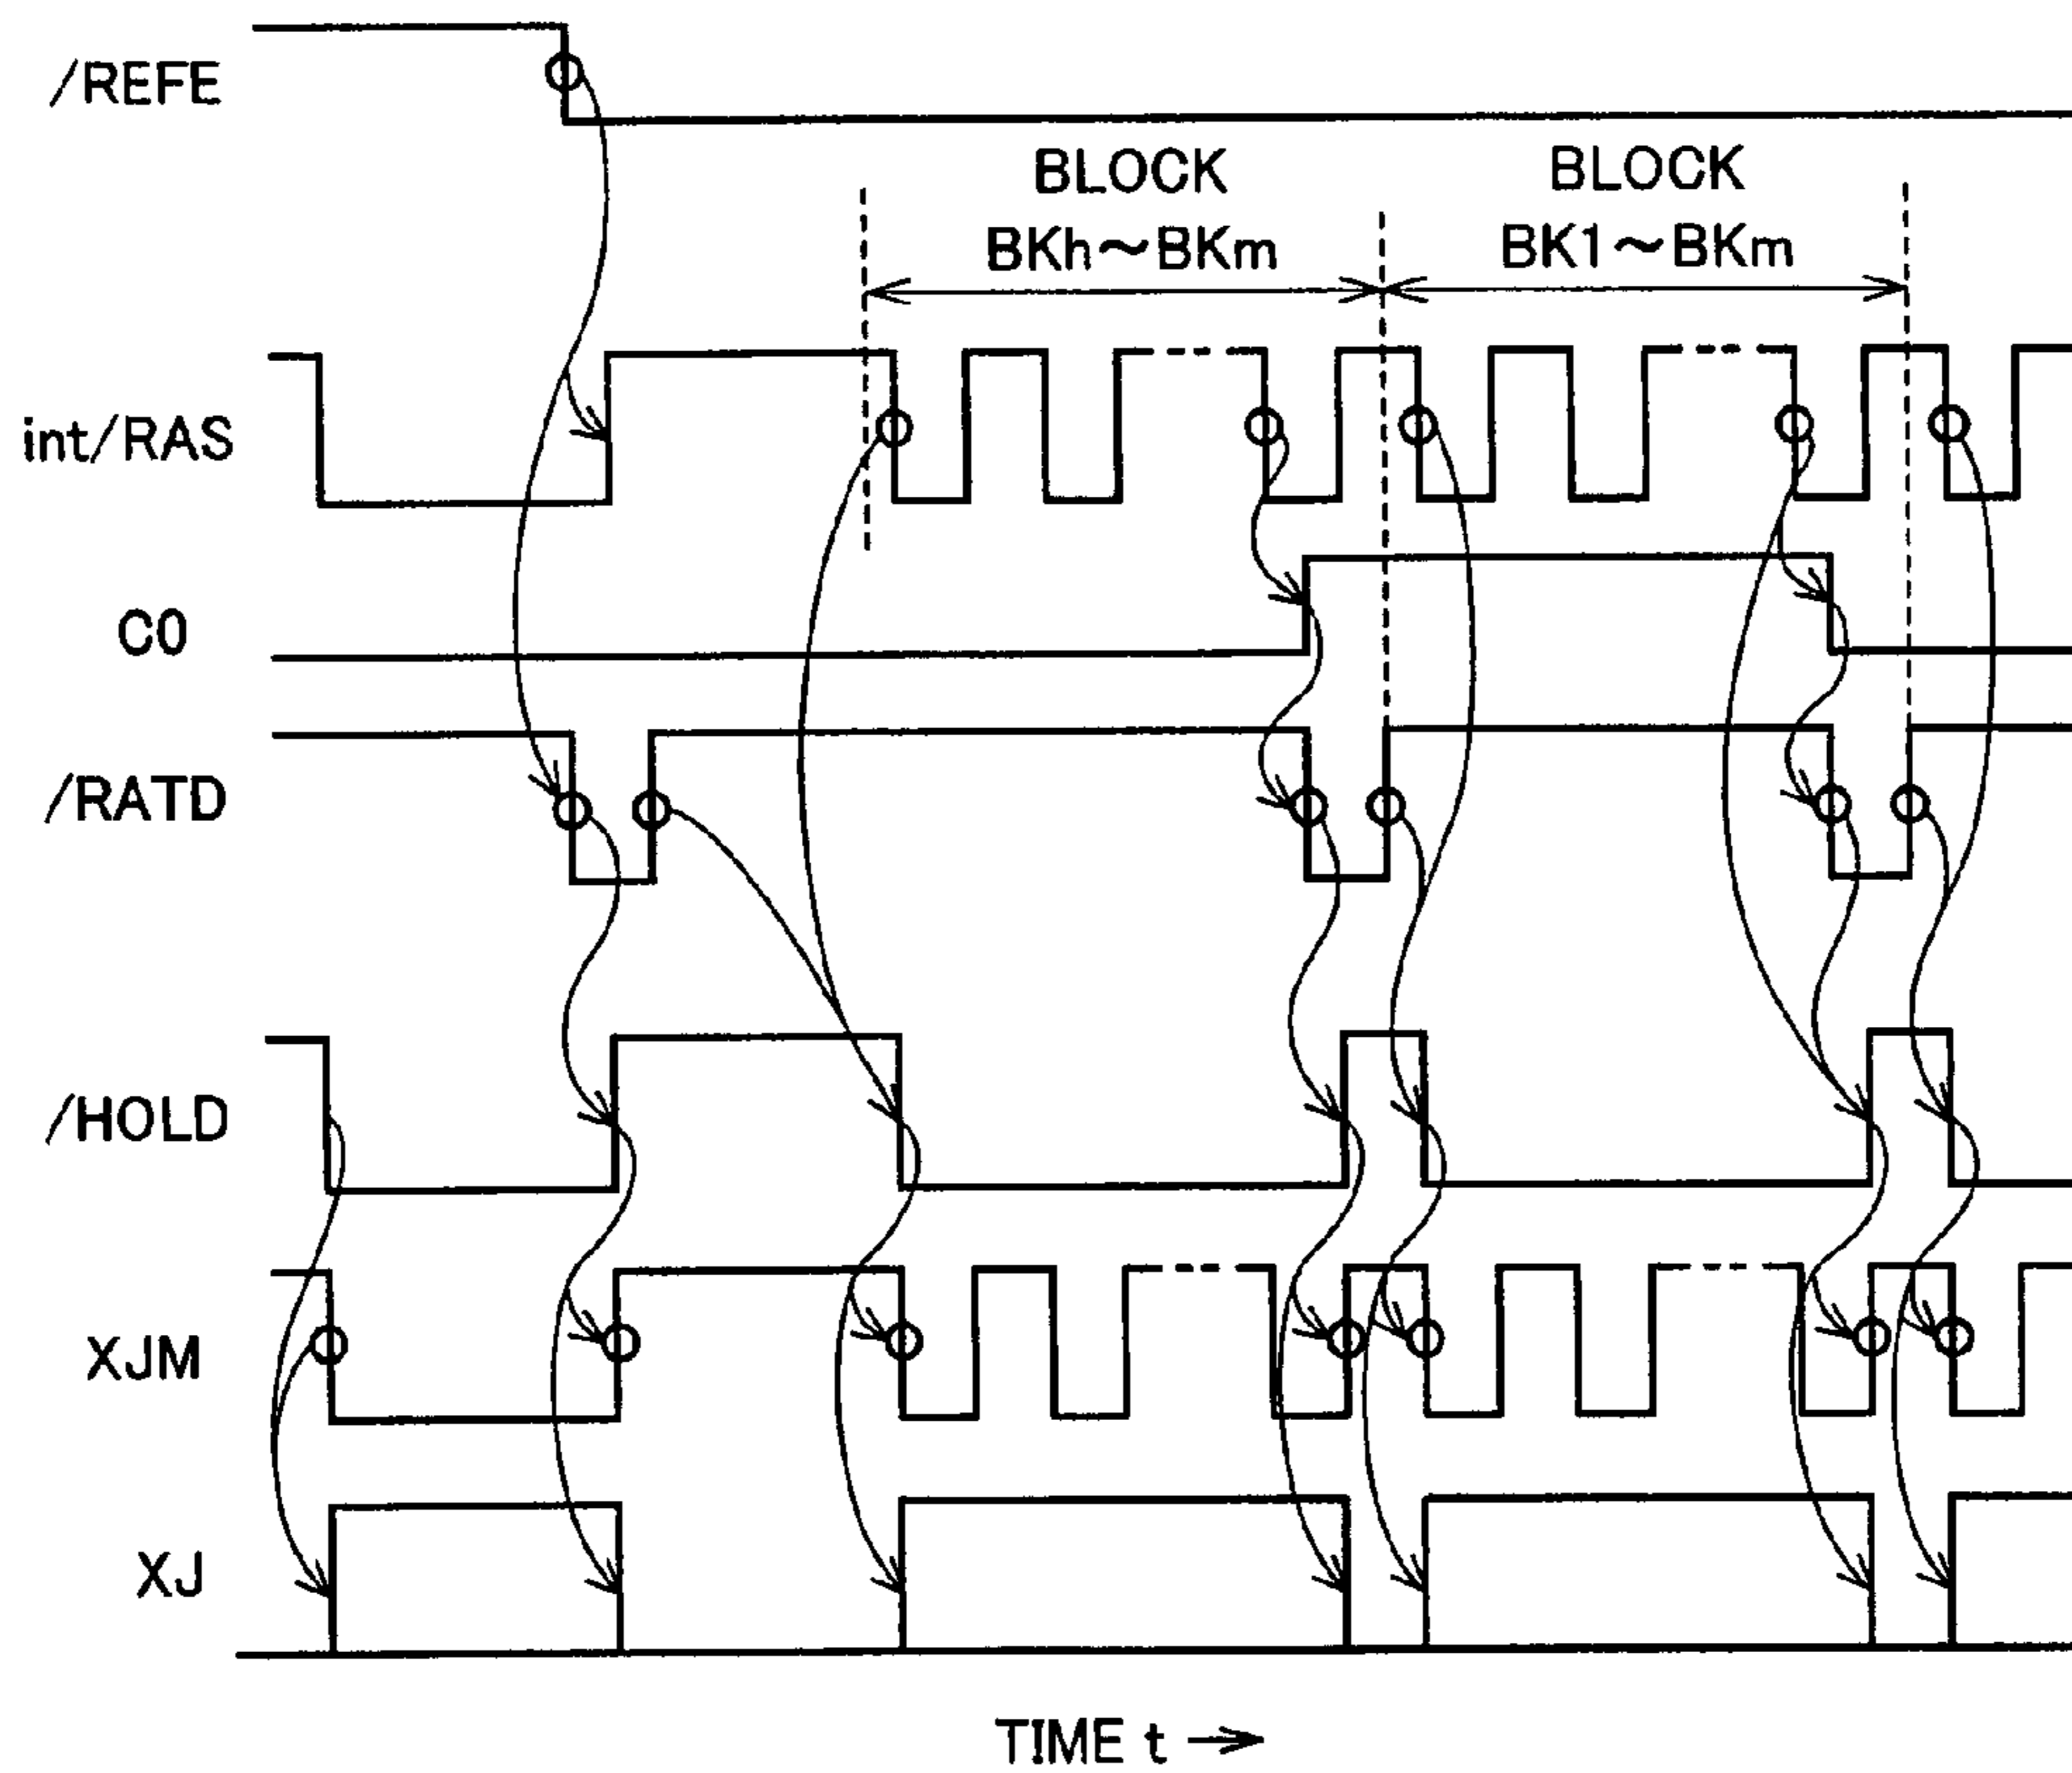 /REFE
BLOCK
BKh～BKm
BLOCK
BK1～BKm
int/RAS
C0
/RATD
/HOLD
XJM
XJ
TIME t →